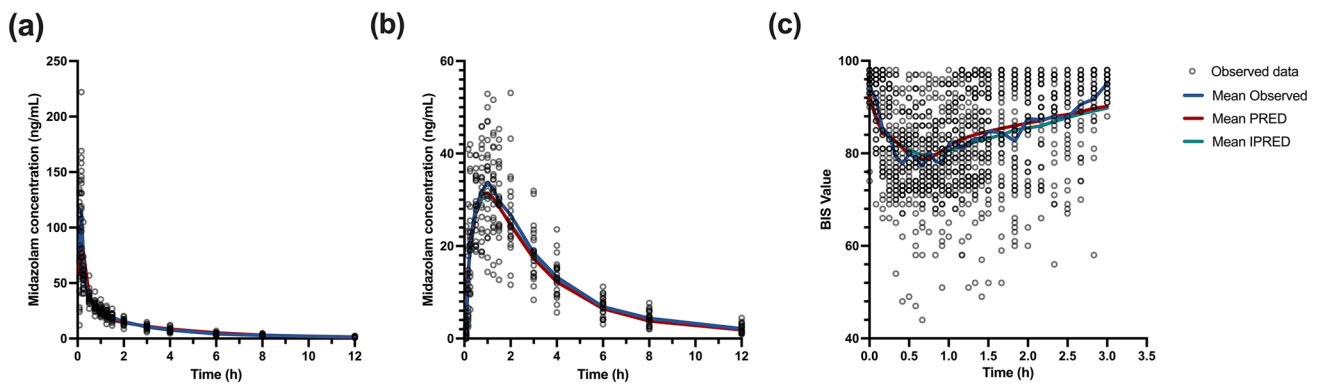 (a)
Midazolam concentration (ng/mL)
250
200
150
100
50
0
0 2 4 6 8 10 12
Time (h)
(b)
Midazolam concentration (ng/mL)
60
40
20
0
0 2 4 6 8 10 12
Time (h)
(c)
BIS Value
100
80
60
40
0.0 0.5 1.0 1.5 2.0 2.5 3.0 3.5
Time (h)
Observed data
Mean Observed
Mean PRED
Mean IPRED